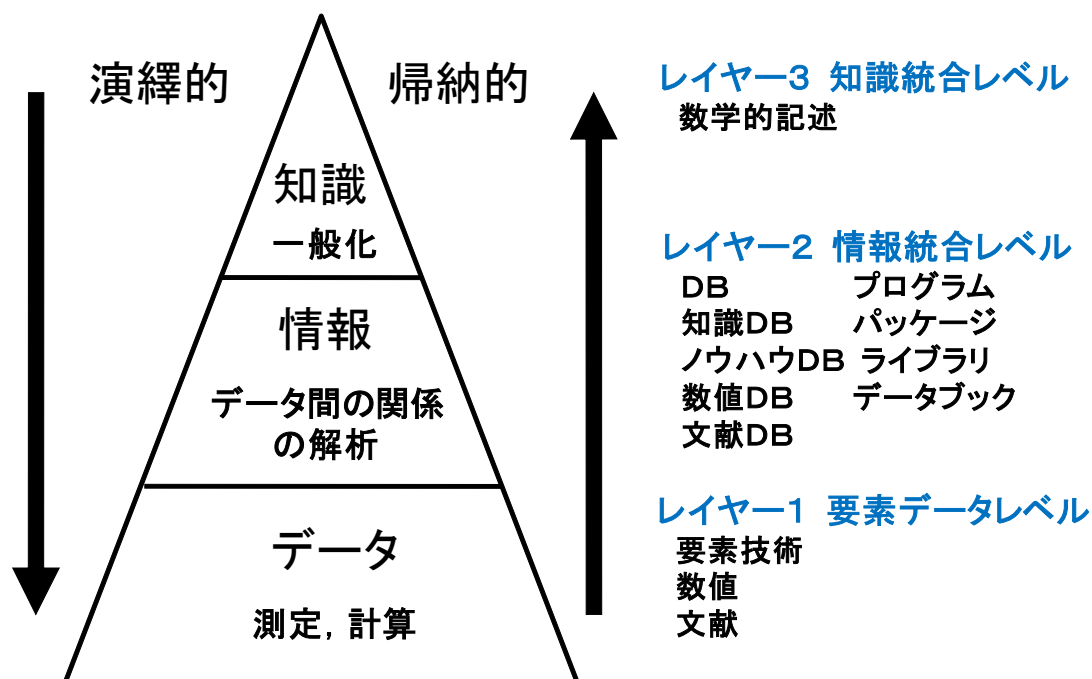 演繹的
帰納的
知識
一般化
情報
データ間の関係
の解析
データ
測定，計算
レイヤー３ 知識統合レベル
数学的記述
レイヤー２ 情報統合レベル
ＤＢ プログラム
知識ＤＢ パッケージ
ノウハウＤＢ ライブラリ
数値ＤＢ データブック
文献ＤＢ
レイヤー１ 要素データレベル
要素技術
数値
文献